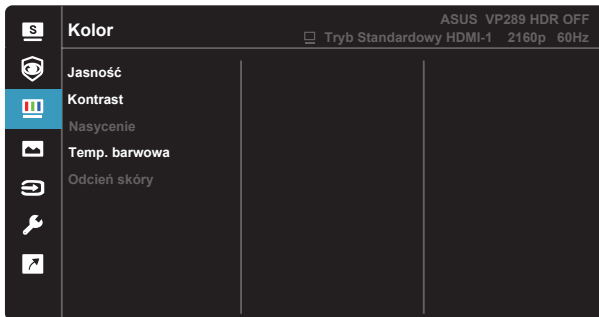 S
Kolor
ASUS VP289 HDR OFF
Tryb Standardowy HDMI-1 2160p 60Hz
Jasność
Kontrast
Nasycenie
Temp. barwowa
Odcień skóry